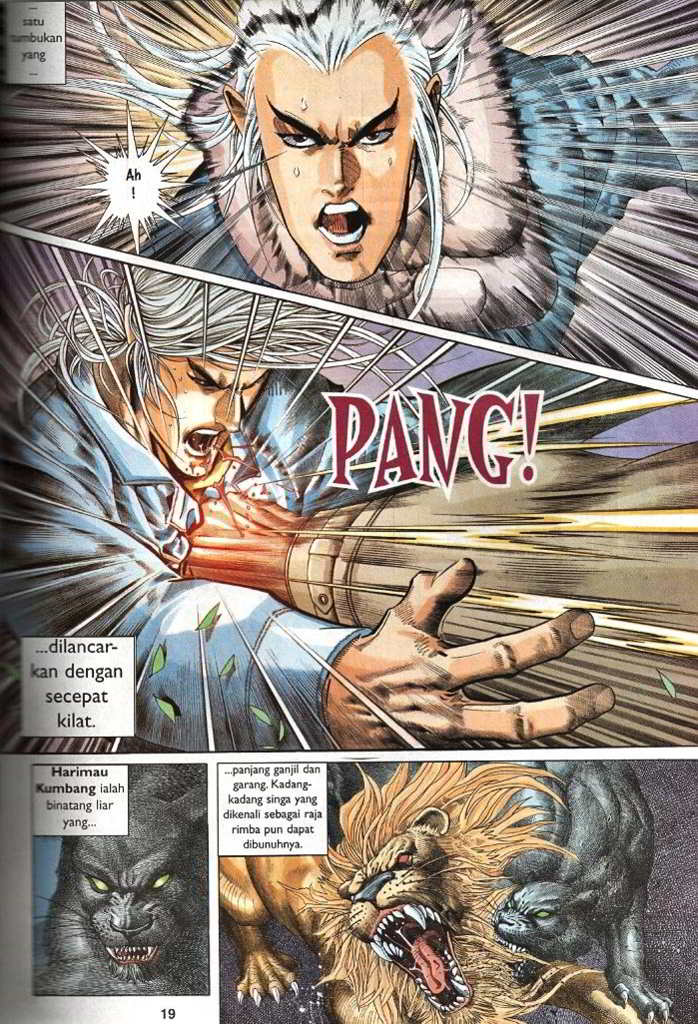 —
satu
tumbukan
yang
—
Ah
!
PANG!
...dilancar-
kan dengan
secepat
kilat.
Harimau
Kumbang ialah
binatang liar
yang...
...panjang ganjil dan
garang. Kadang-
kadang singa yang
dikenali sebagai raja
rimba pun dapat
dibunuhnya.
19